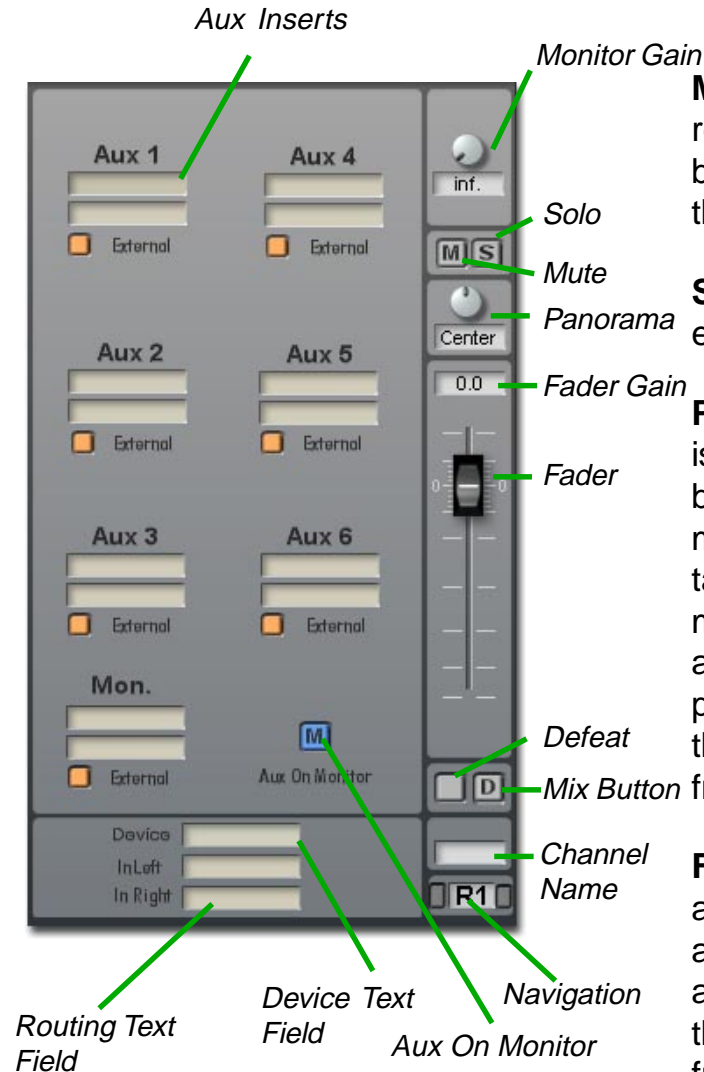 Aux Inserts
Monitor Gain
Aux 1
Aux 4
inf.
External
External
Solo
M S
Mute
Panorama
Center
Aux 2
Aux 5
0.0
Fader Gain
External
External
0 0
Fader
Aux 3
Aux 6
External
External
Mon.
M
External
Aux On Monitor
Defeat
D
Mix Button
Device
InLeft
In Right
Channel
Name
R1
Navigation
Device Text
Field
Routing Text
Field
Aux On Monitor